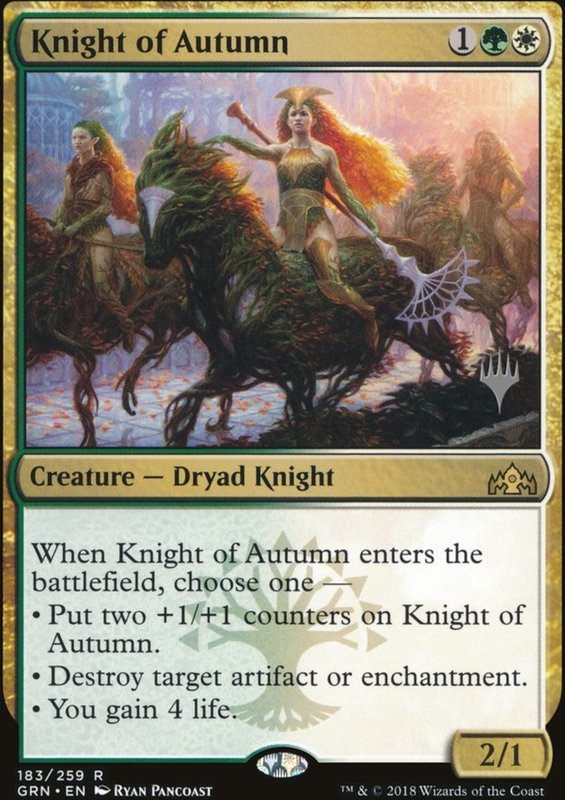 Knight of Autumn 1
Creature — Dryad Knight
When Knight of Autumn enters the
battlefield, choose one —
• Put two +1/+1 counters on Knight of
Autumn.
• Destroy target artifact or enchantment.
• You gain 4 life.
2/1
183/259 R
GRN • EN Ryan Pancoast
™ & © 2018 Wizards of the Coast